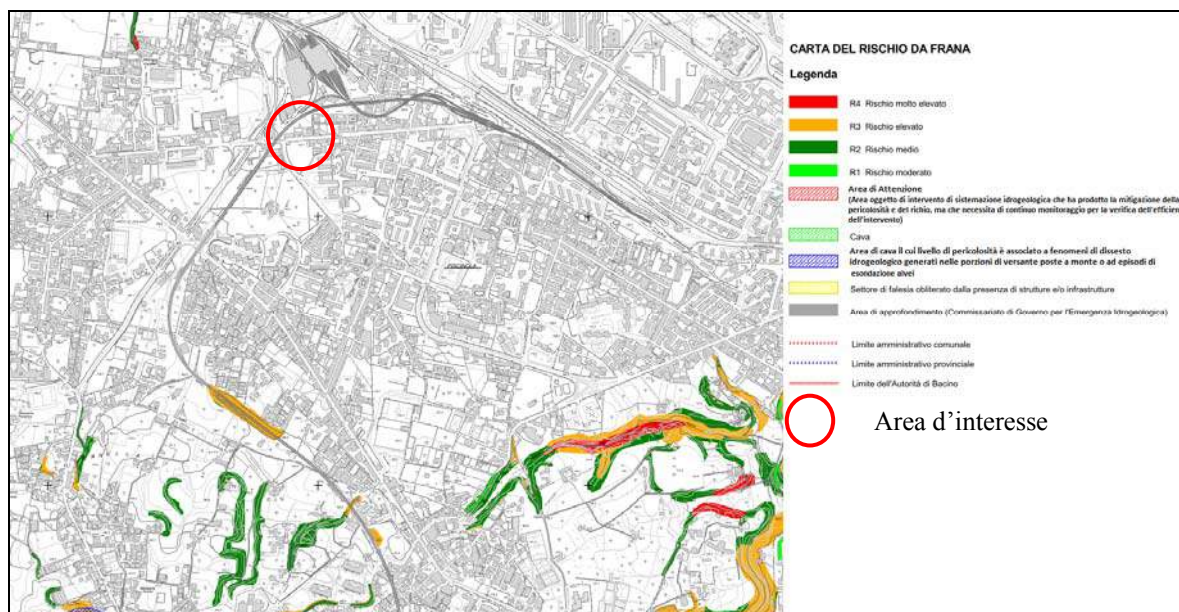 CARTA DEL RISCHIO DA FRANA
Legenda
R4 Rischio molto elevato
R3 Rischio elevato
R2 Rischio medio
R1 Rischio moderato
Area di Attenzione
(Area oggetto di intervento di sistemazione idrogeologica che ha prodotto la mitigazione della
pericolosità e del richio, ma che necessita di continuo monitoraggio per la verifica dell'efficien
dell'intervento)
Cava
Area di cava il cui livello di pericolosità è associato a fenomeni di dissesto
idrogeologico generati nelle porzioni di versante poste a monte o ad episodi di
esondazione alvei
Settore di falesia obliterato dalla presenza di strutture e/o infrastrutture
Area di approfondimento (Commissariato di Governo per l'Emergenza Idrogeologica)
Limite amministrativo comunale
Limite amministrativo provinciale
Limite dell'Autorità di Bacino
Area d'interesse